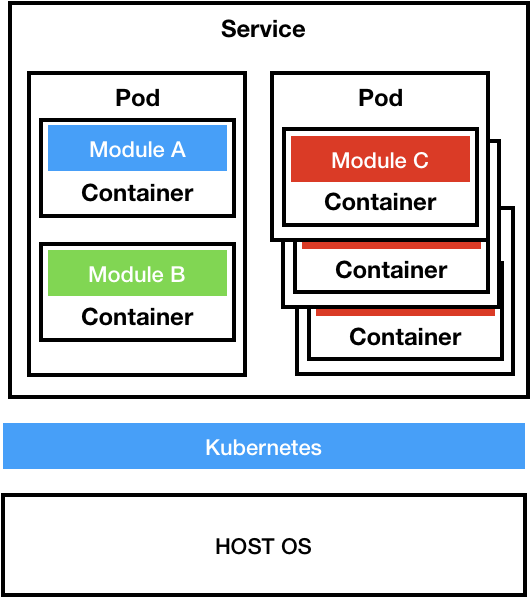 Service
Pod
Module A
Container
Module B
Container
Pod
Module C
Container
Container
Container
Kubernetes
HOST OS